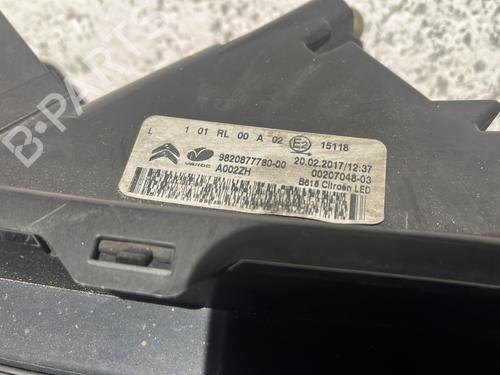 L 1 01 RL 00 A 02 E2 15118
valeo 9820877780-00 20.02.2017/12:37
A002ZH 00207048-03
B618 Citroën LED
B-PARTS